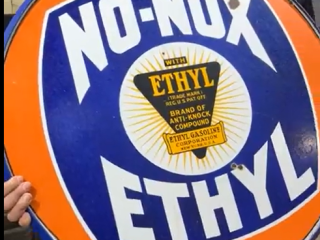 NO-NOX
WITH
ETHYL
TRADE MARK
REG. U.S. PAT. OFF.
BRAND OF
ANTI-KNOCK
COMPOUND
ETHYL GASOLINE
CORPORATION
ETHYL